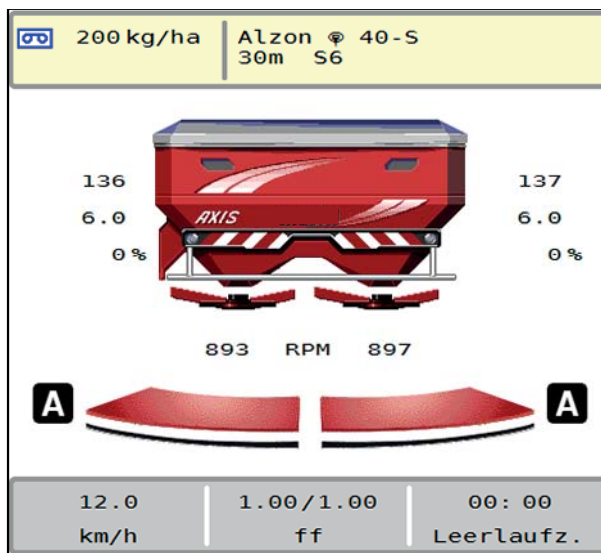 200 kg/ha
Alzon 40-S
30m S6
136
137
6.0
6.0
0 %
0 %
AXIS
893 RPM 897
A
A
12.0
km/h
1.00/1.00
ff
00: 00
Leerlaufz.